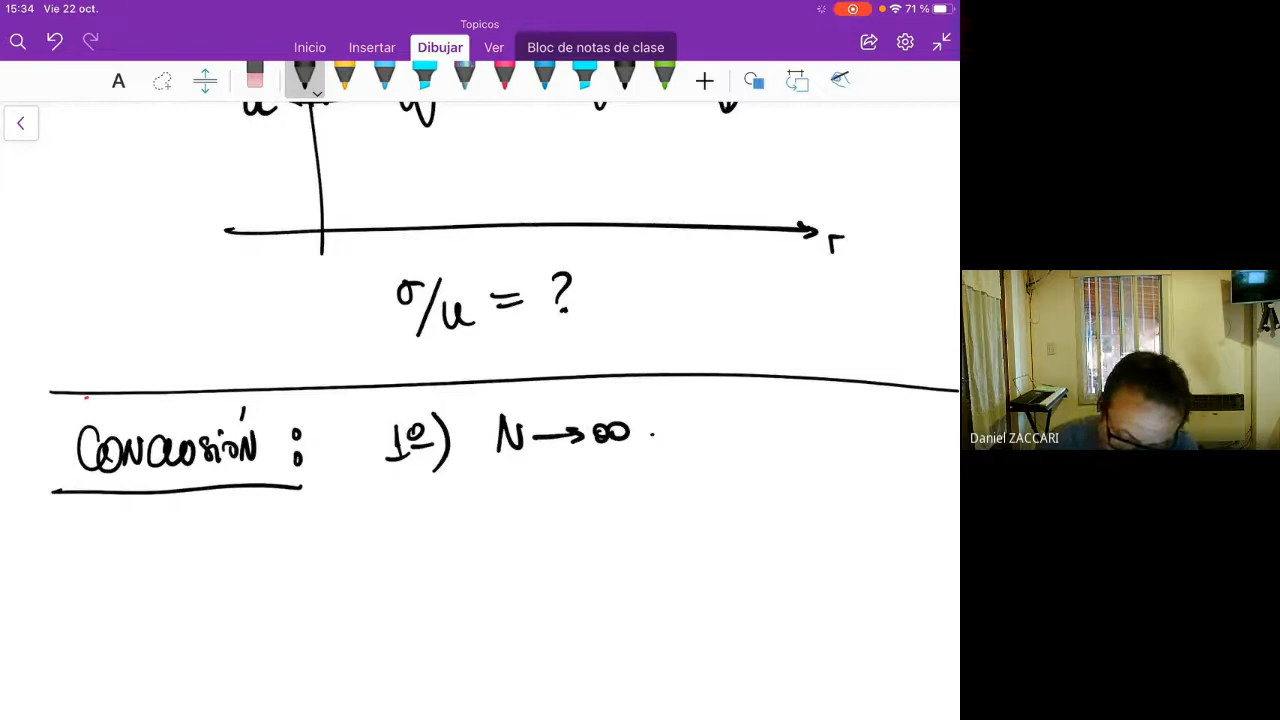 15:34 Vie 22 oct. 71 %
Topicos
Inicio Insertar Dibujar Ver Bloc de notas de clase
A
r
σ/u = ?
Conclusión : 1º) N → ∞ .
Daniel ZACCARI